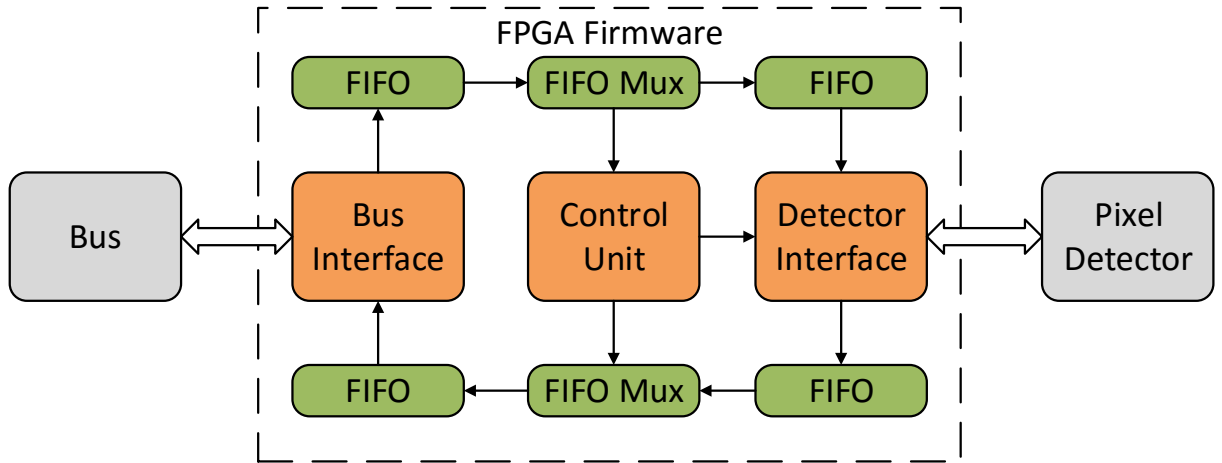 FPGA Firmware
FIFO
FIFO Mux
FIFO
Bus
Bus
Interface
Control
Unit
Detector
Interface
Pixel
Detector
FIFO
FIFO Mux
FIFO